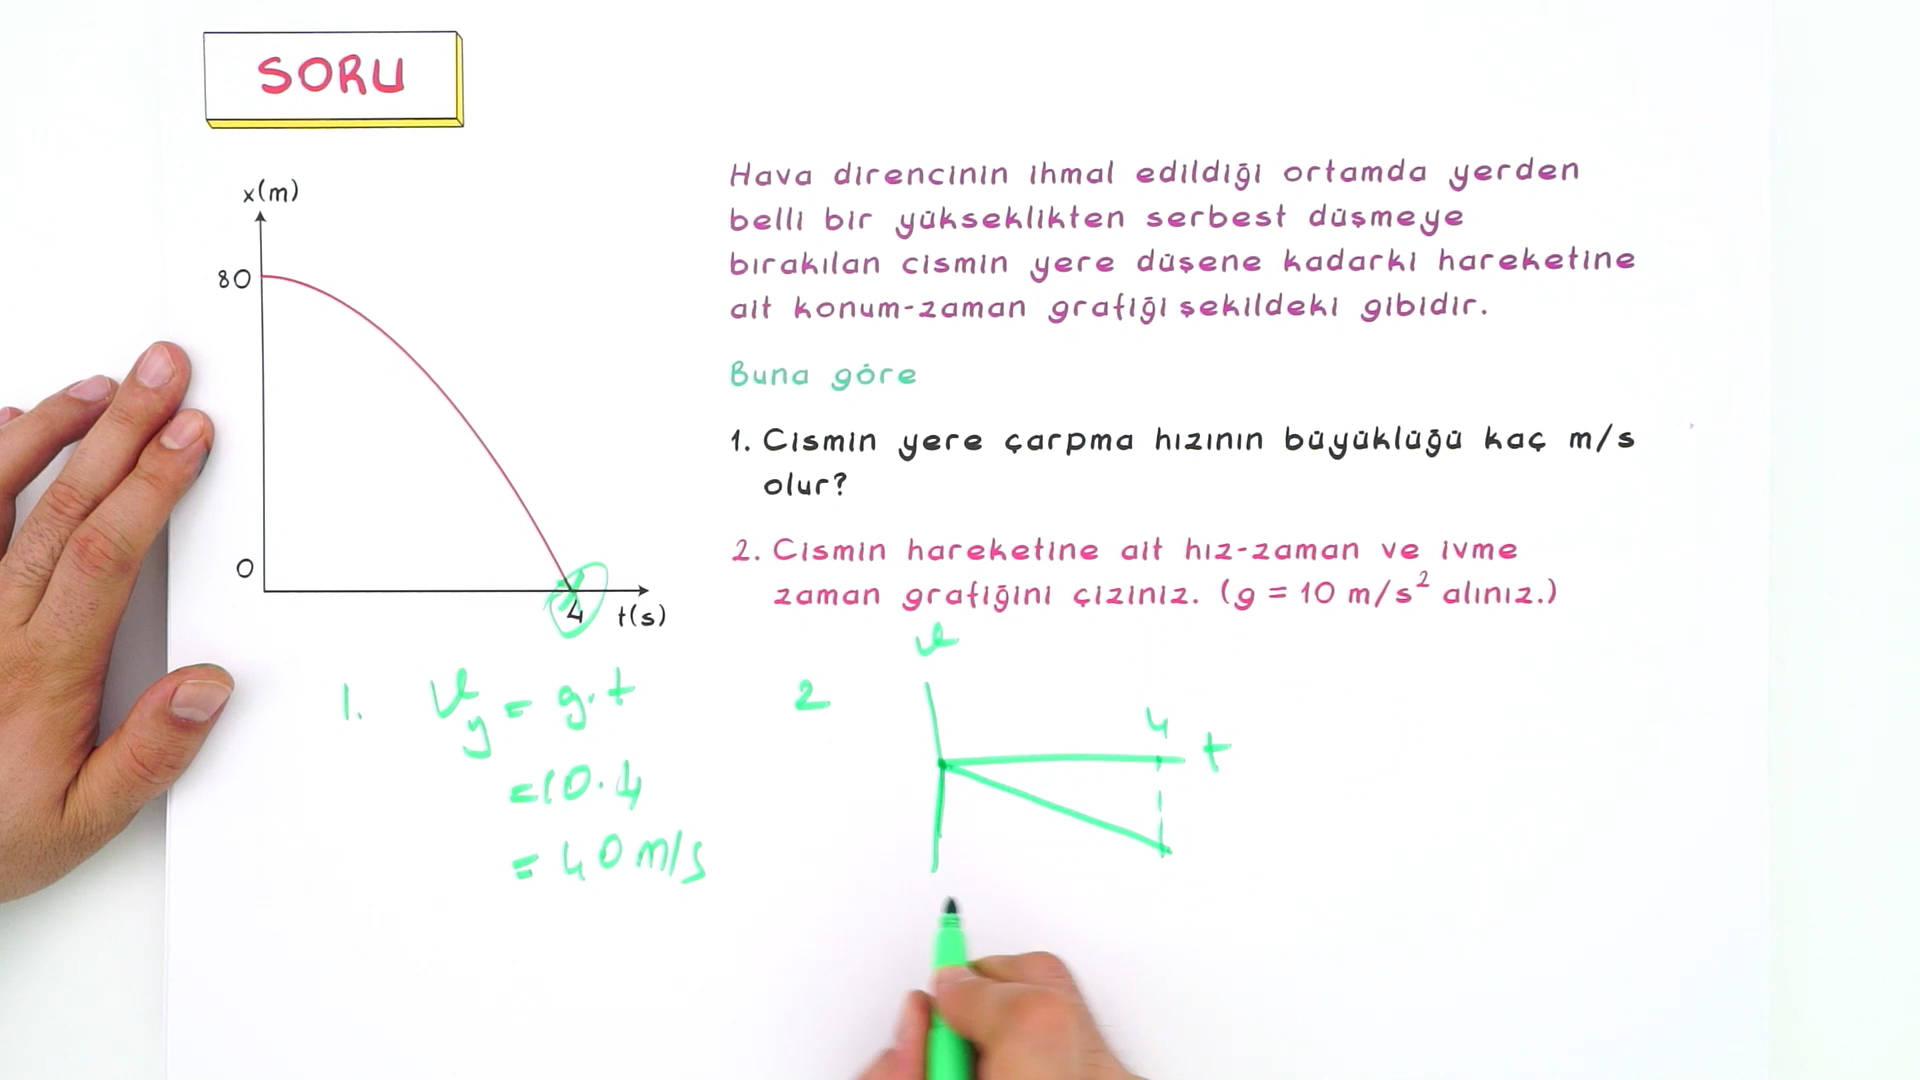 SORU
x(m)
80
0
4
t(s)
Hava direncinin ihmal edildiği ortamda yerden
belli bir yükseklikten serbest düşmeye
bırakılan cismin yere düşene kadarki hareketine
ait konum-zaman grafiği şekildeki gibidir.
Buna göre
1. Cismin yere çarpma hızının büyüklüğü kaç m/s
olur?
2. Cismin hareketine ait hız-zaman ve ivme
zaman grafiğini çiziniz. (g = 10 m/s² alınız.)
1. ϑy = g.t
=10.4
= 40 m/s
2
ϑ
4
t